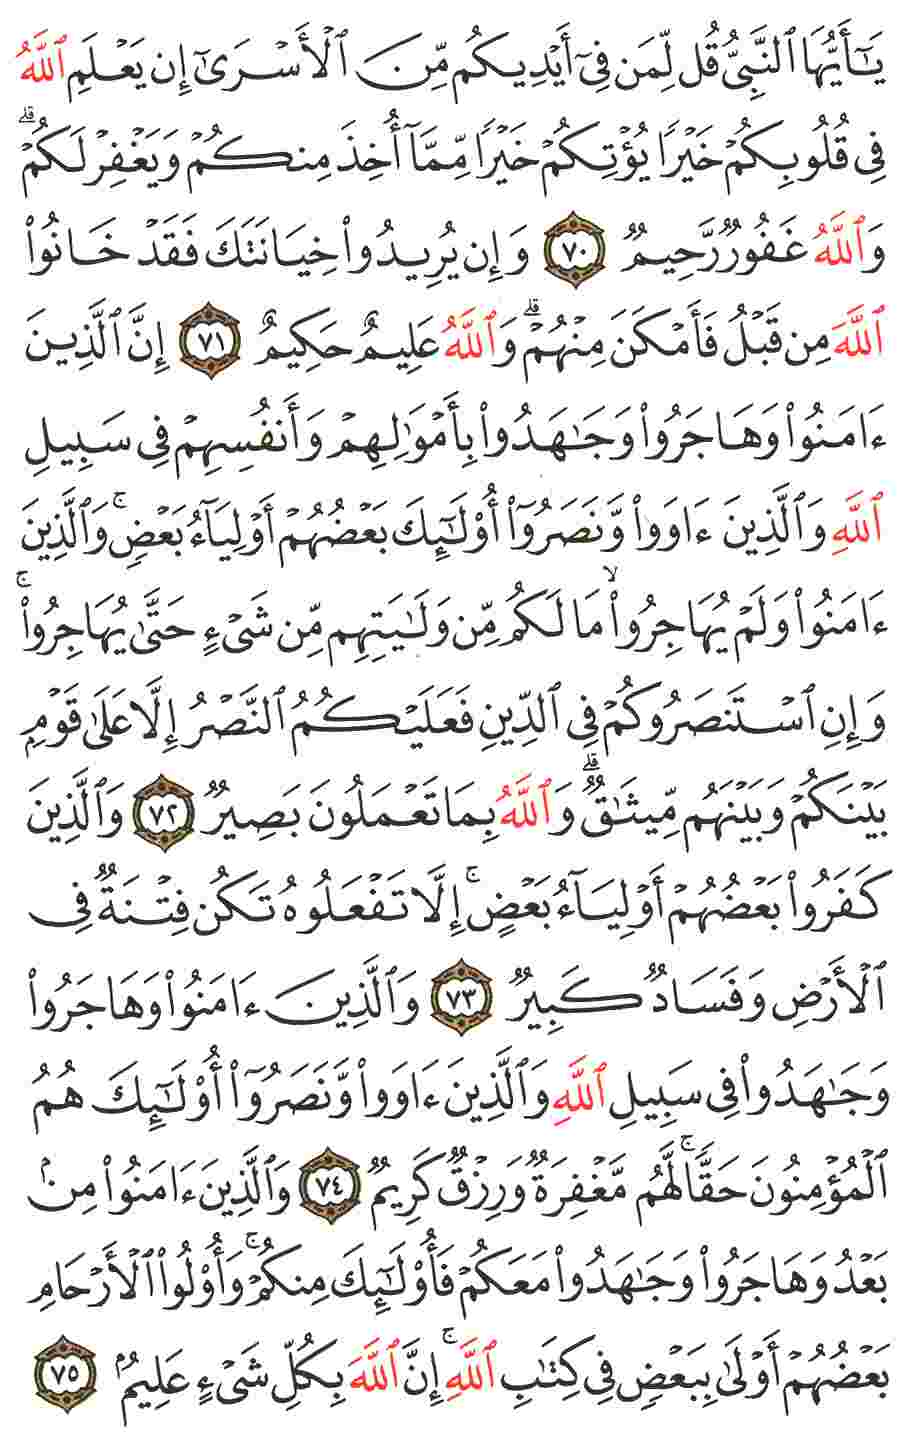 يَـٰٓأَيُّهَا ٱلنَّبِىُّ قُل لِّمَن فِىٓ أَيْدِيكُم مِّنَ ٱلْأَسْرَىٰٓ إِن يَعْلَمِ ٱللَّهُ
فِى قُلُوبِكُمْ خَيْرًا يُؤْتِكُمْ خَيْرًا مِّمَّآ أُخِذَ مِنكُمْ وَيَغْفِرْ لَكُمْ ۗ
وَٱللَّهُ غَفُورٌ رَّحِيمٌ ٧٠ وَإِن يُرِيدُوا۟ خِيَانَتَكَ فَقَدْ خَانُوا۟
ٱللَّهَ مِن قَبْلُ فَأَمْكَنَ مِنْهُمْ ۗ وَٱللَّهُ عَلِيمٌ حَكِيمٌ ٧١ إِنَّ ٱلَّذِينَ
ءَامَنُوا۟ وَهَاجَرُوا۟ وَجَـٰهَدُوا۟ بِأَمْوَٰلِهِمْ وَأَنفُسِهِمْ فِى سَبِيلِ
ٱللَّهِ وَٱلَّذِينَ ءَاوَوا۟ وَّنَصَرُوٓا۟ أُو۟لَـٰٓئِكَ بَعْضُهُمْ أَوْلِيَآءُ بَعْضٍ ۚ وَٱلَّذِينَ
ءَامَنُوا۟ وَلَمْ يُهَاجِرُوا۟ مَا لَكُم مِّن وَلَـٰيَتِهِم مِّن شَىْءٍ حَتَّىٰ يُهَاجِرُوا۟ ۚ
وَإِنِ ٱسْتَنصَرُوكُمْ فِى ٱلدِّينِ فَعَلَيْكُمُ ٱلنَّصْرُ إِلَّا عَلَىٰ قَوْمٍۭ
بَيْنَكُمْ وَبَيْنَهُم مِّيثَـٰقٌ ۗ وَٱللَّهُ بِمَا تَعْمَلُونَ بَصِيرٌ ٧٢ وَٱلَّذِينَ
كَفَرُوا۟ بَعْضُهُمْ أَوْلِيَآءُ بَعْضٍ ۚ إِلَّا تَفْعَلُوهُ تَكُن فِتْنَةٌ فِى
ٱلْأَرْضِ وَفَسَادٌ كَبِيرٌ ٧٣ وَٱلَّذِينَ ءَامَنُوا۟ وَهَاجَرُوا۟
وَجَـٰهَدُوا۟ فِى سَبِيلِ ٱللَّهِ وَٱلَّذِينَ ءَاوَوا۟ وَّنَصَرُوٓا۟ أُو۟لَـٰٓئِكَ هُمُ
ٱلْمُؤْمِنُونَ حَقًّا ۚ لَّهُم مَّغْفِرَةٌ وَرِزْقٌ كَرِيمٌ ٧٤ وَٱلَّذِينَ ءَامَنُوا۟ مِنۢ
بَعْدُ وَهَاجَرُوا۟ وَجَـٰهَدُوا۟ مَعَكُمْ فَأُو۟لَـٰٓئِكَ مِنكُمْ ۚ وَأُو۟لُوا۟ ٱلْأَرْحَامِ
بَعْضُهُمْ أَوْلَىٰ بِبَعْضٍ فِى كِتَـٰبِ ٱللَّهِ ۚ إِنَّ ٱللَّهَ بِكُلِّ شَىْءٍ عَلِيمٌۢ ٧٥